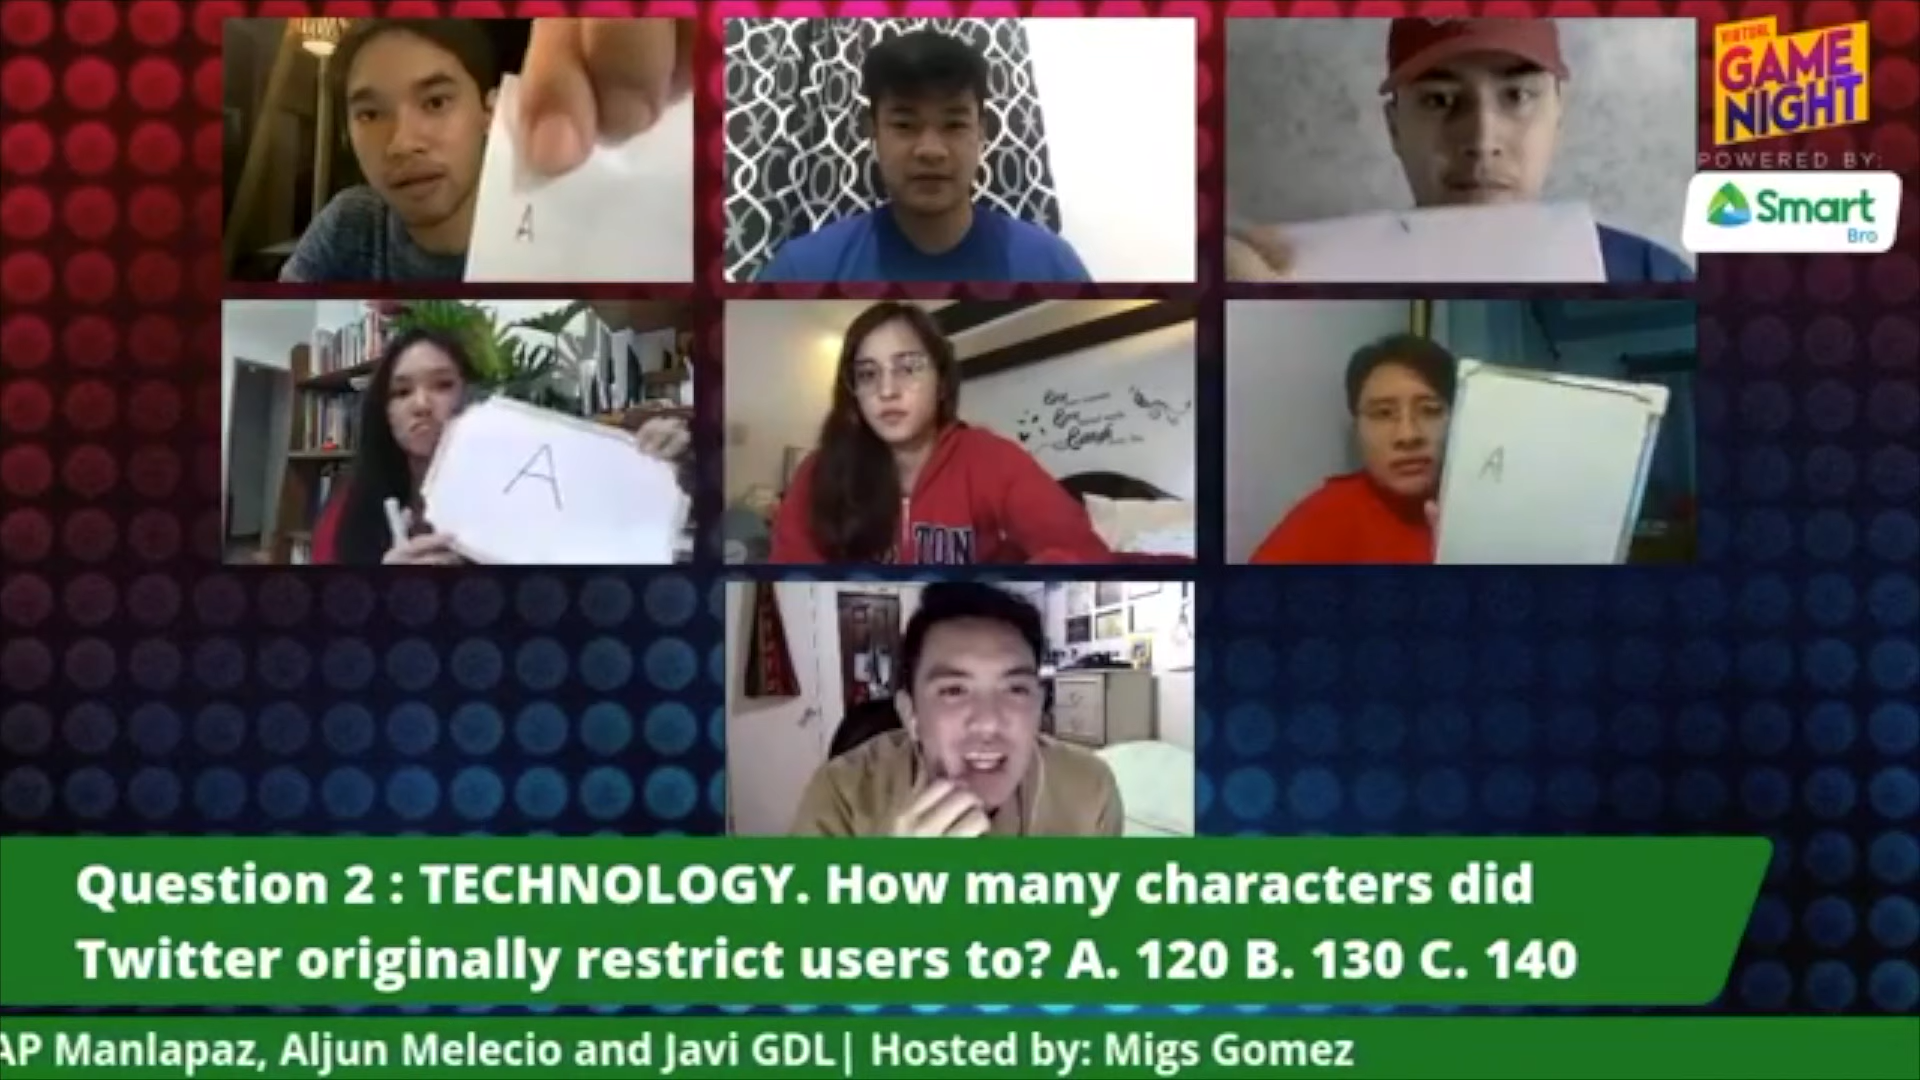 VIRTUAL
GAME
NIGHT
POWERED BY:
Smart
Bro
A
A
TON
A
Question 2 : TECHNOLOGY. How many characters did
Twitter originally restrict users to? A. 120 B. 130 C. 140
AP Manlapaz, Aljun Melecio and Javi GDL| Hosted by: Migs Gomez